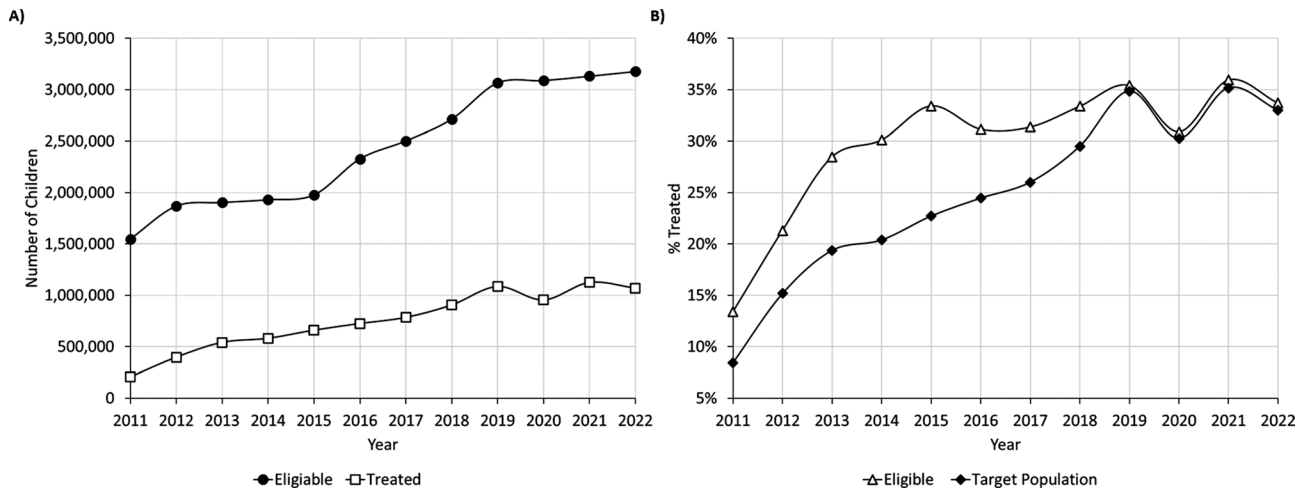 A)
Number of Children
3,500,000
3,000,000
2,500,000
2,000,000
1,500,000
1,000,000
500,000
0
2011 2012 2013 2014 2015 2016 2017 2018 2019 2020 2021 2022
Year
Eligiable Treated
B)
% Treated
40%
35%
30%
25%
20%
15%
10%
5%
2011 2012 2013 2014 2015 2016 2017 2018 2019 2020 2021 2022
Year
Eligible Target Population